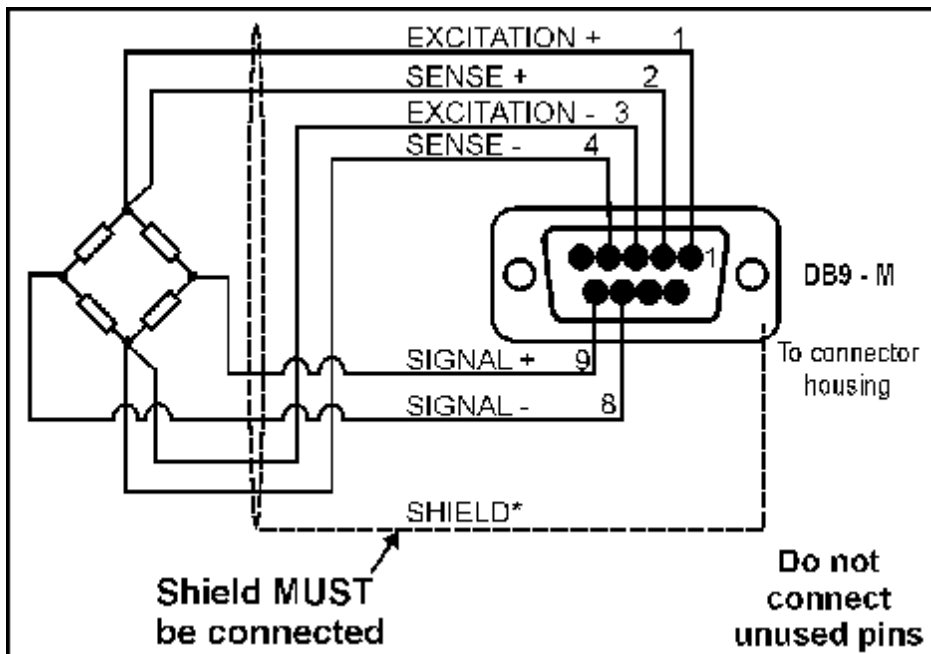 EXCITATION + 1
SENSE + 2
EXCITATION - 3
SENSE - 4
1
DB9 - M
To connector
housing
SIGNAL + 9
SIGNAL - 8
SHIELD*
Shield MUST
be connected
Do not
connect
unused pins